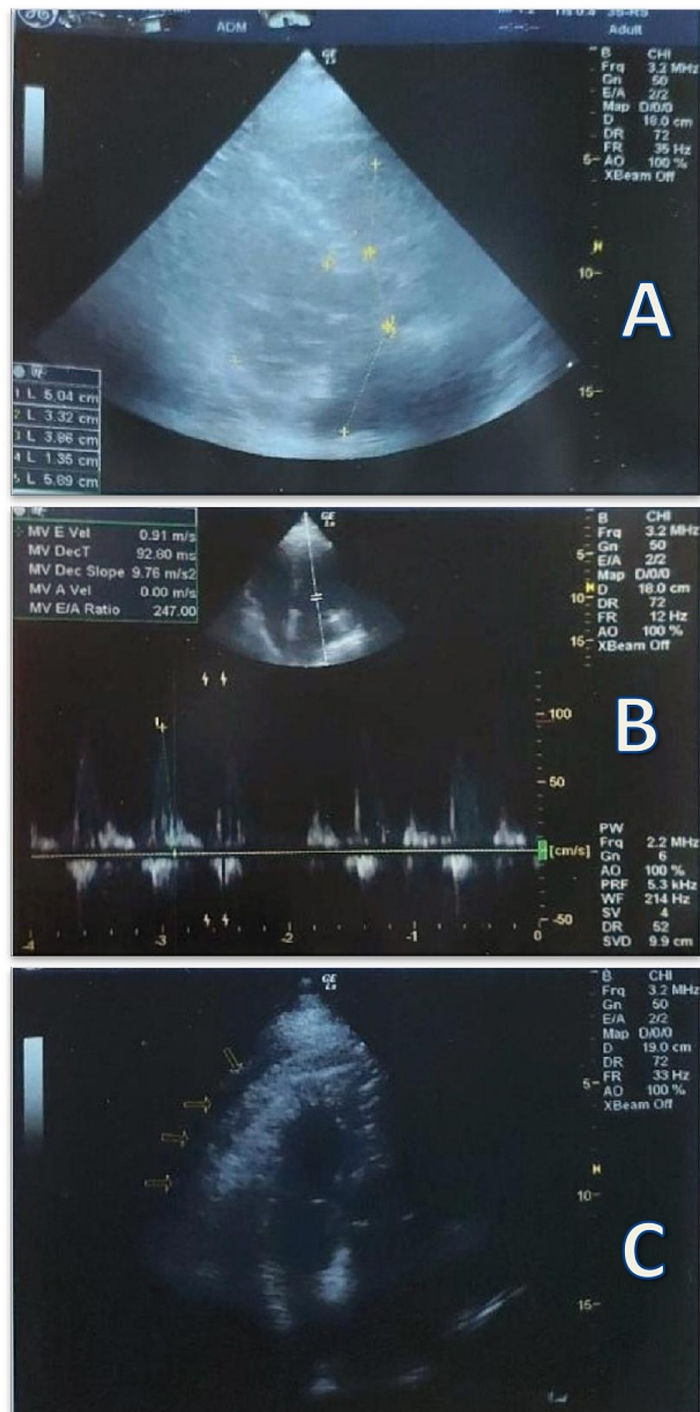 ADM
Adult
GE
B CHI
Frq 3.2 MHz
Gn 50
E/A 2/2
Map D/0/0
D 18.0 cm
DR 72
FR 35 Hz
AO 100 %
XBeam Off
5
10
15
A
1 L 5.04 cm
2 L 3.32 cm
3 L 3.86 cm
4 L 1.35 cm
5 L 5.89 cm
MV E Vel 0.91 m/s
MV DecT 92.80 ms
MV Dec Slope 9.76 m/s2
MV A Vel 0.00 m/s
MV E/A Ratio 247.00
GE
B CHI
Frq 3.2 MHz
Gn 50
E/A 2/2
Map D/0/0
D 18.0 cm
DR 72
FR 12 Hz
AO 100 %
XBeam Off
5
10
15
B
100
50
[cm/s]
-50
PW
Frq 2.2 MHz
Gn 6
AO 100 %
PRF 5.3 kHz
WF 214 Hz
SV 4
DR 52
SVD 9.9 cm
-4 -3 -2 -1 0
GE
B CHI
Frq 3.2 MHz
Gn 50
E/A 2/2
Map D/0/0
D 19.0 cm
DR 72
FR 33 Hz
AO 100 %
XBeam Off
5
10
15
C